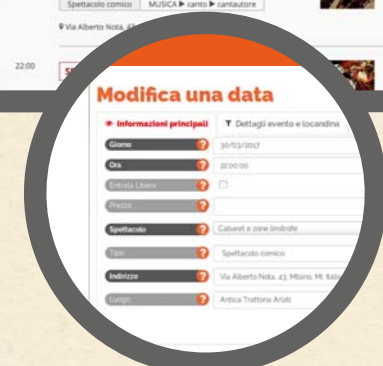 Spettacolo comico MUSICA ▶ canto ▶ cantautore
Via Alberto Nota, 43
22:00
Modifica una data
Informazioni principali
Dettagli evento e locandina
Giorno ? 30/03/2017
Ora ? 22:00:00
Entrata Libera ?
Prezzo ?
Spettacolo ? Cabaret e zone limitrofe
Tipo ? Spettacolo comico
Indirizzo ? Via Alberto Nota, 43, Milano, MI, Italia
Luogo ? Antica Trattoria Arlati